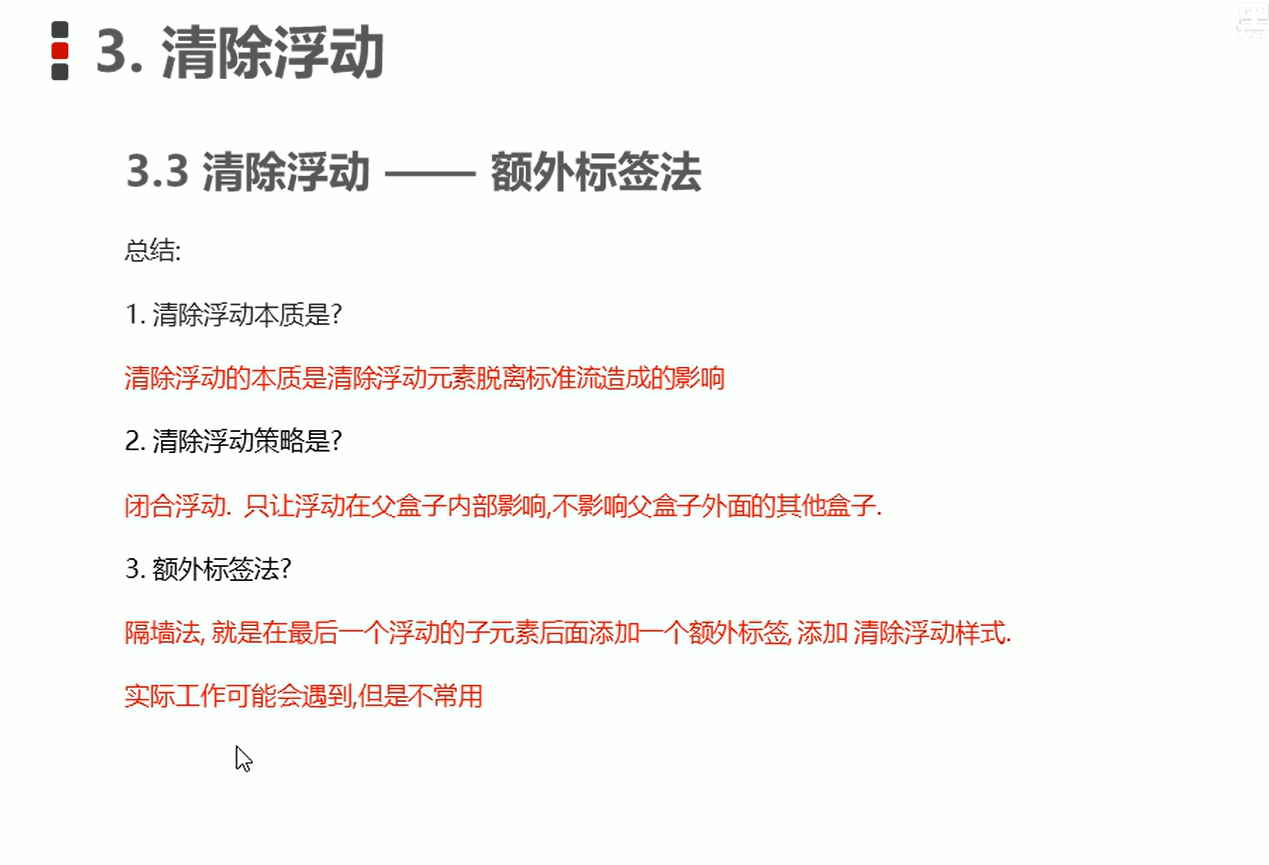 3. 清除浮动
3.3 清除浮动 —— 额外标签法
总结:
1. 清除浮动本质是?
清除浮动的本质是清除浮动元素脱离标准流造成的影响
2. 清除浮动策略是?
闭合浮动. 只让浮动在父盒子内部影响,不影响父盒子外面的其他盒子.
3. 额外标签法?
隔墙法, 就是在最后一个浮动的子元素后面添加一个额外标签, 添加 清除浮动样式.
实际工作可能会遇到,但是不常用